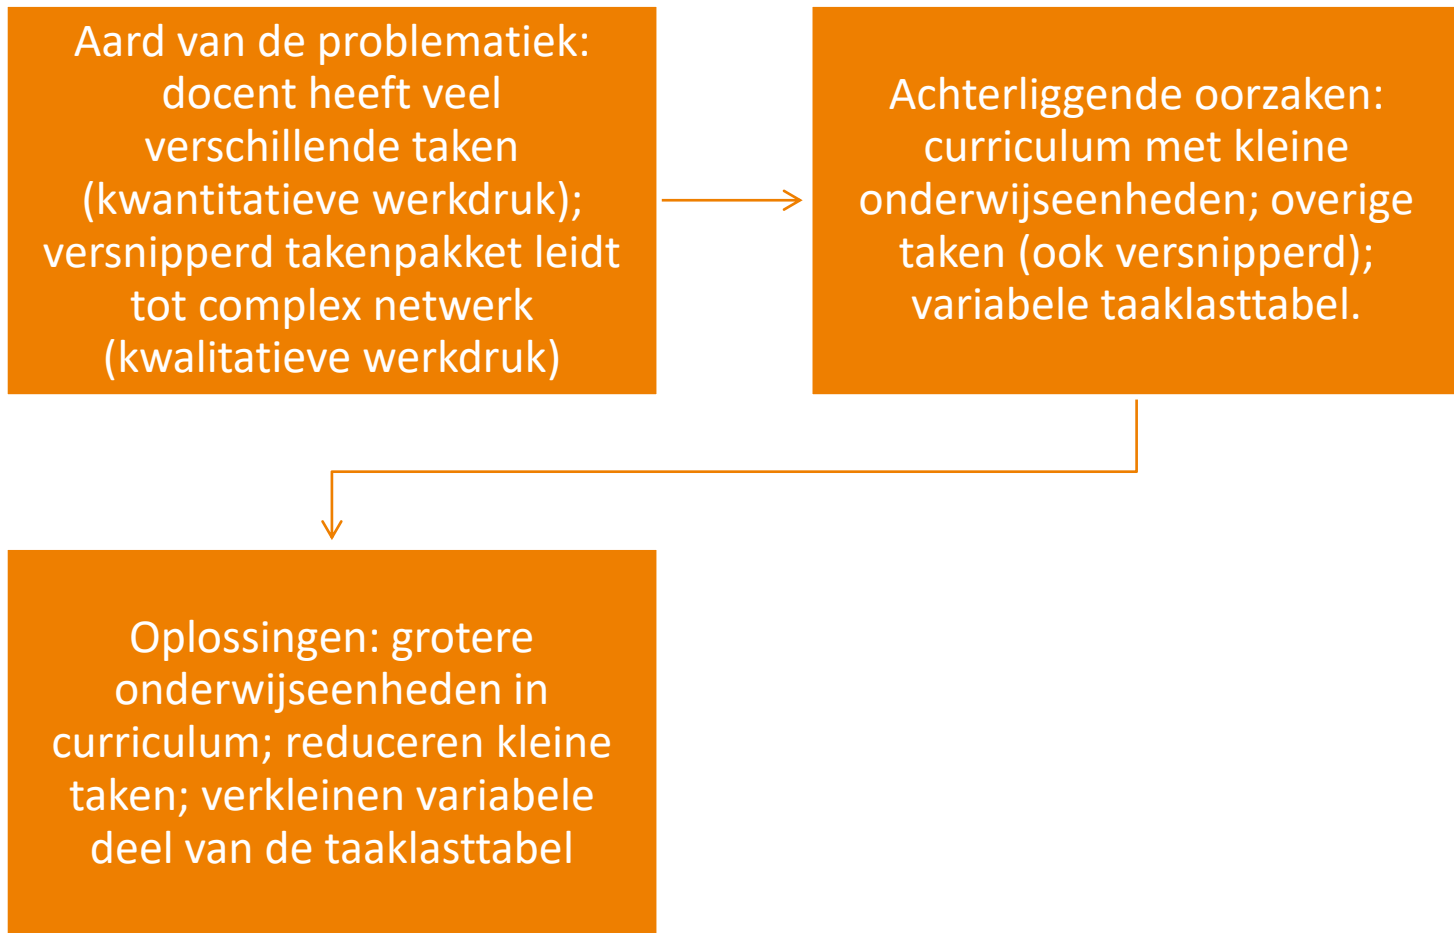 Aard van de problematiek:
docent heeft veel
verschillende taken
(kwantitatieve werkdruk);
versnipperd takenpakket leidt
tot complex netwerk
(kwalitatieve werkdruk)
Achterliggende oorzaken:
curriculum met kleine
onderwijseenheden; overige
taken (ook versnipperd);
variabele taaklasttabel.
Oplossingen: grotere
onderwijseenheden in
curriculum; reduceren kleine
taken; verkleinen variabele
deel van de taaklasttabel